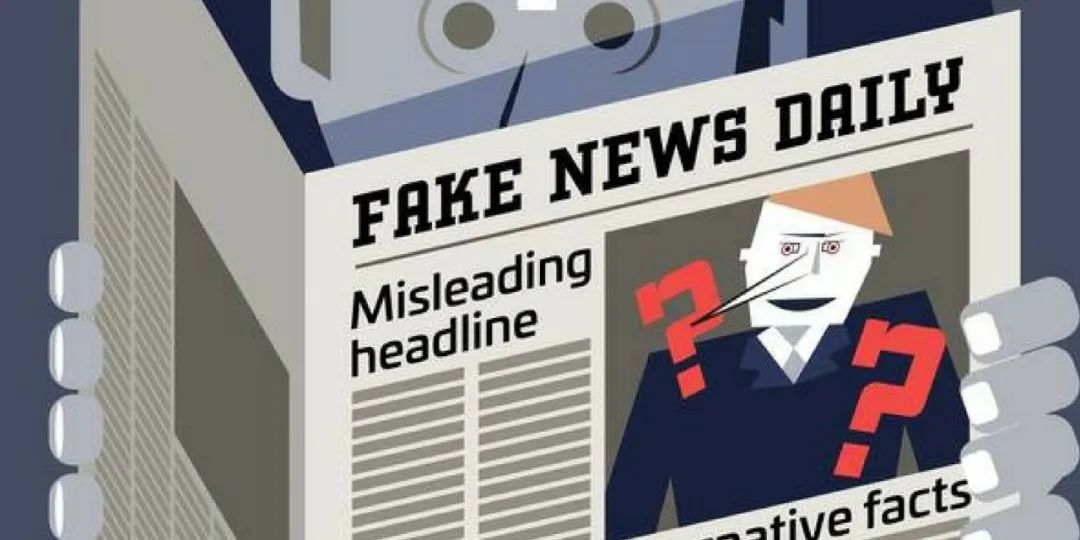 FAKE NEWS DAILY
Misleading
headline
?
?
facts